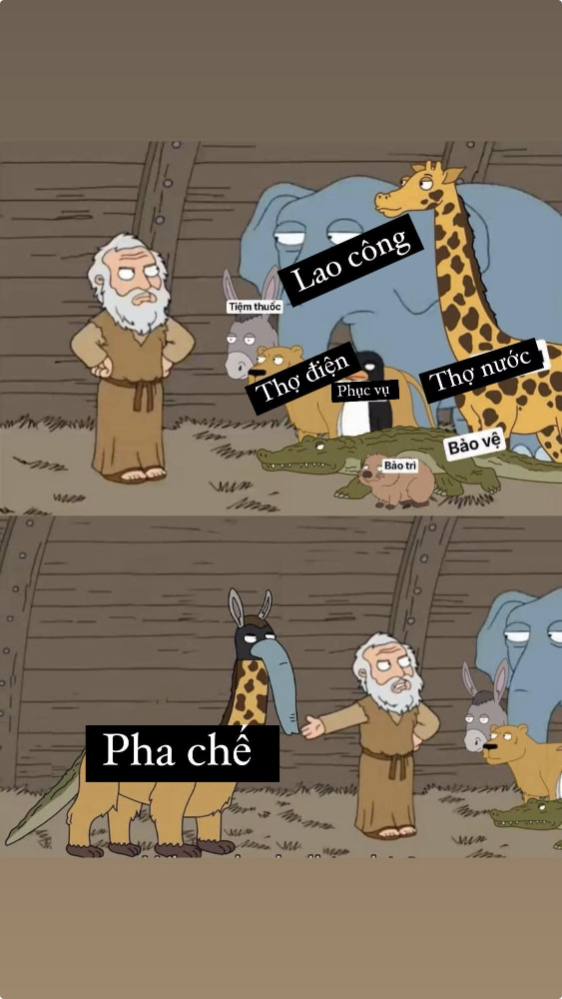 Lao công
Tiệm thuốc
Thợ điện
Phục vụ
Thợ nước
Bảo vệ
Bảo trì
Pha chế